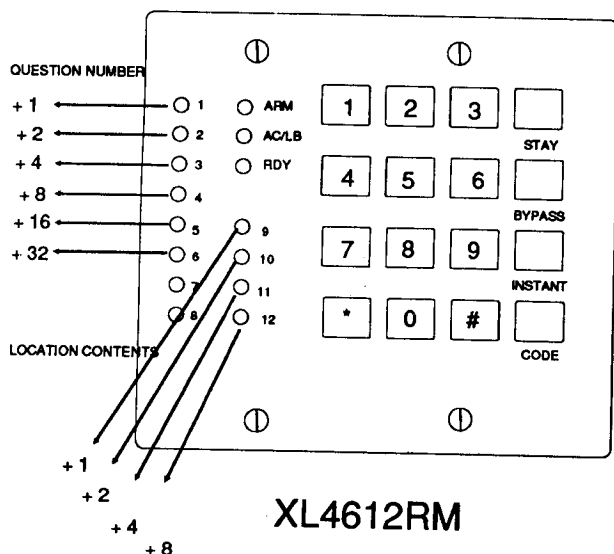 QUESTION NUMBER
+ 1 1 ARM 1 2 3
+ 2 2 AC/LB STAY
+ 4 3 RDY 4 5 6
+ 8 4 BYPASS
+ 16 5 9 7 8 9
+ 32 6 10
7 11 INSTANT
8 12 * 0 #
LOCATION CONTENTS CODE
+ 1
+ 2
+ 4
+ 8
XL4612RM